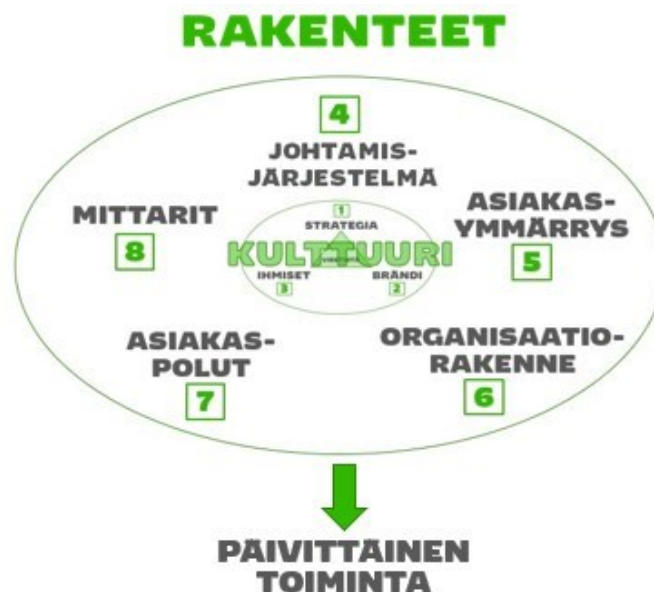 RAKENTEET
4
JOHTAMIS-
JÄRJESTELMÄ
MITTARIT
8
ASIAKAS-
YMMÄRRYS
5
1
STRATEGIA
KULTTUURI
IHMISET
3
BRÄNDI
2
ASIAKAS-
POLUT
7
ORGANISAATIO-
RAKENNE
6
PÄIVITTÄINEN
TOIMINTA